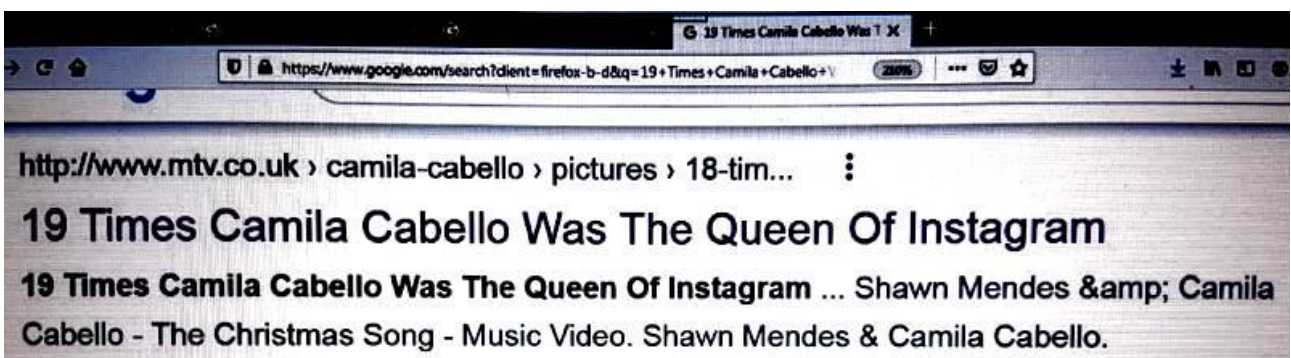 G 19 Times Camila Cabello Was T X +
https://www.google.com/search?client=firefox-b-d&q=19+Times+Camila+Cabello+V ...
http://www.mtv.co.uk › camila-cabello › pictures › 18-tim...
19 Times Camila Cabello Was The Queen Of Instagram
19 Times Camila Cabello Was The Queen Of Instagram ... Shawn Mendes &amp; Camila
Cabello - The Christmas Song - Music Video. Shawn Mendes & Camila Cabello.